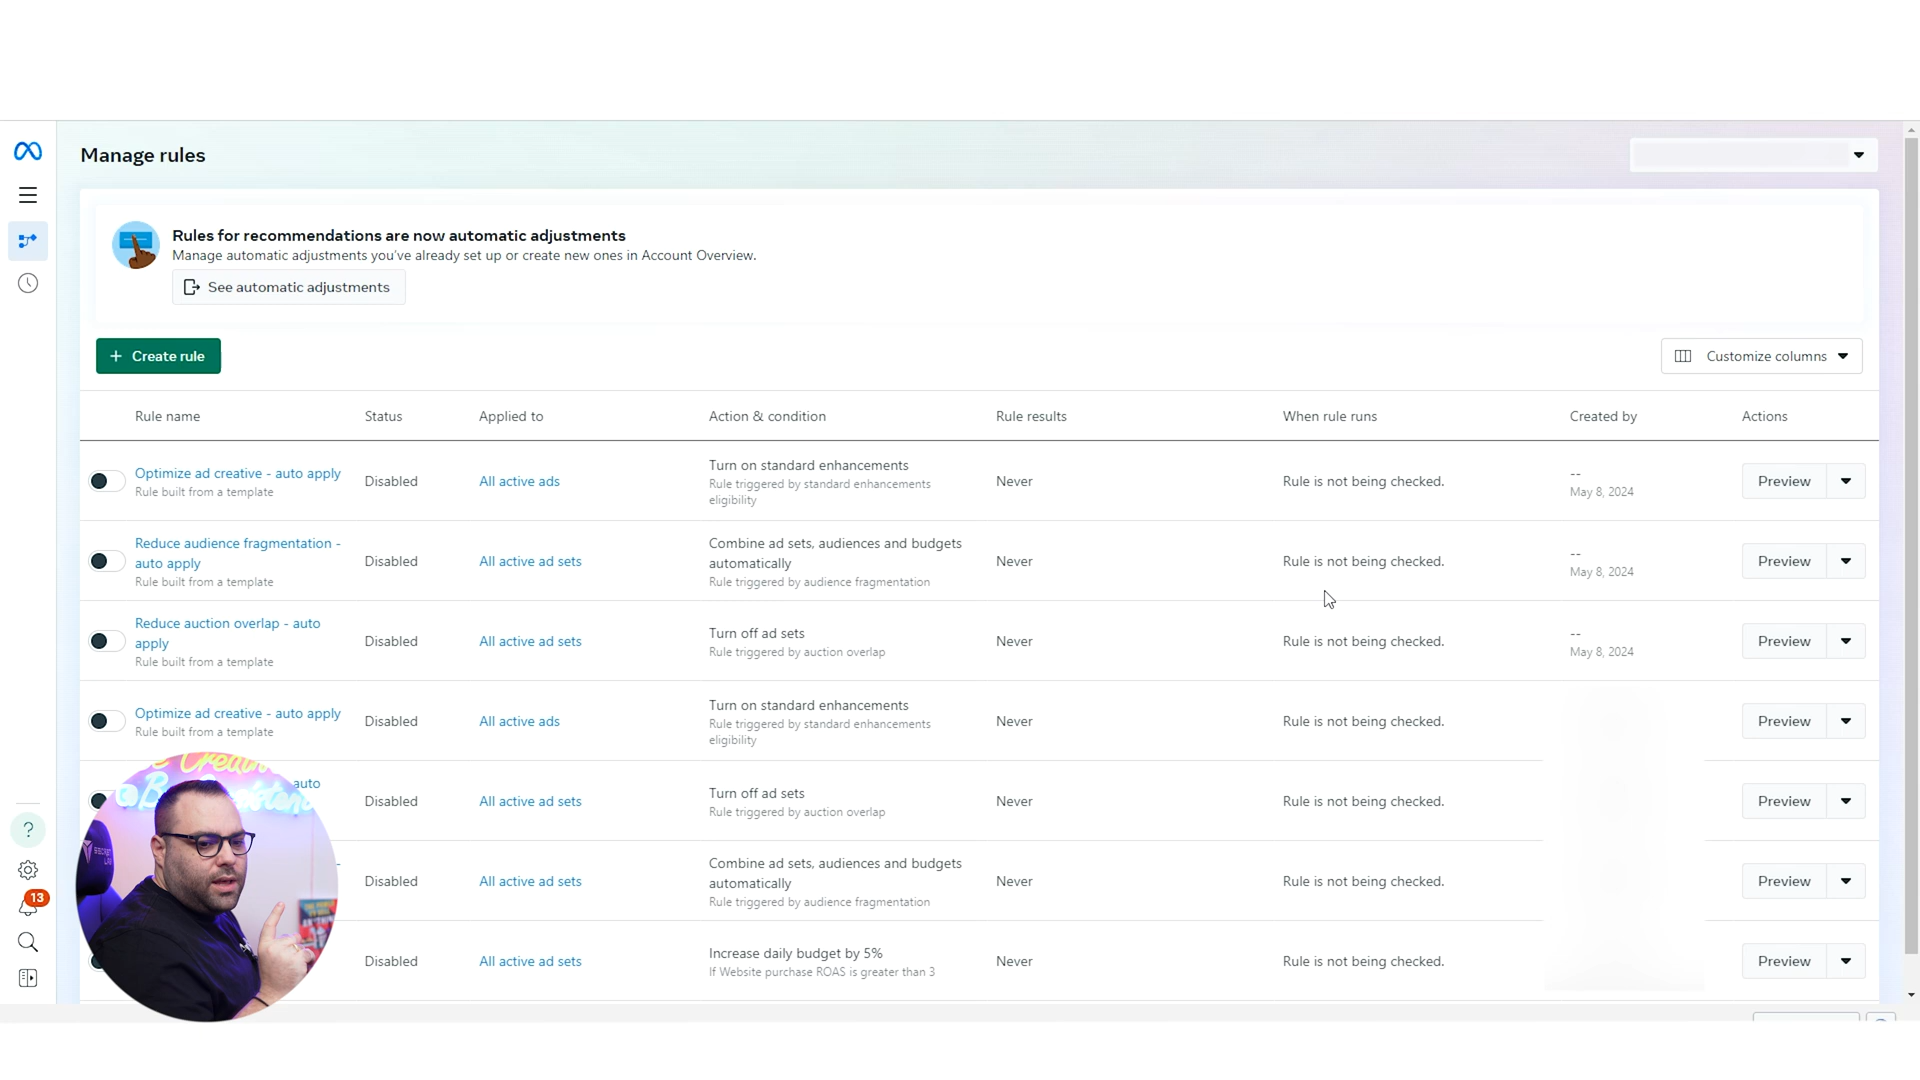 Manage rules
Rules for recommendations are now automatic adjustments
Manage automatic adjustments you've already set up or create new ones in Account Overview.
See automatic adjustments
+ Create rule
Customize columns
Rule name Status Applied to Action & condition Rule results When rule runs Created by Actions
Optimize ad creative - auto apply
Rule built from a template
Disabled
All active ads
Turn on standard enhancements
Rule triggered by standard enhancements
eligibility
Never
Rule is not being checked.
--
May 8, 2024
Preview
Reduce audience fragmentation -
auto apply
Rule built from a template
Disabled
All active ad sets
Combine ad sets, audiences and budgets
automatically
Rule triggered by audience fragmentation
Never
Rule is not being checked.
--
May 8, 2024
Preview
Reduce auction overlap - auto
apply
Rule built from a template
Disabled
All active ad sets
Turn off ad sets
Rule triggered by auction overlap
Never
Rule is not being checked.
--
May 8, 2024
Preview
Optimize ad creative - auto apply
Rule built from a template
Disabled
All active ads
Turn on standard enhancements
Rule triggered by standard enhancements
eligibility
Never
Rule is not being checked.
Preview
auto
Disabled
All active ad sets
Turn off ad sets
Rule triggered by auction overlap
Never
Rule is not being checked.
Preview
-
Disabled
All active ad sets
Combine ad sets, audiences and budgets
automatically
Rule triggered by audience fragmentation
Never
Rule is not being checked.
Preview
Disabled
All active ad sets
Increase daily budget by 5%
If Website purchase ROAS is greater than 3
Never
Rule is not being checked.
Preview
?
13